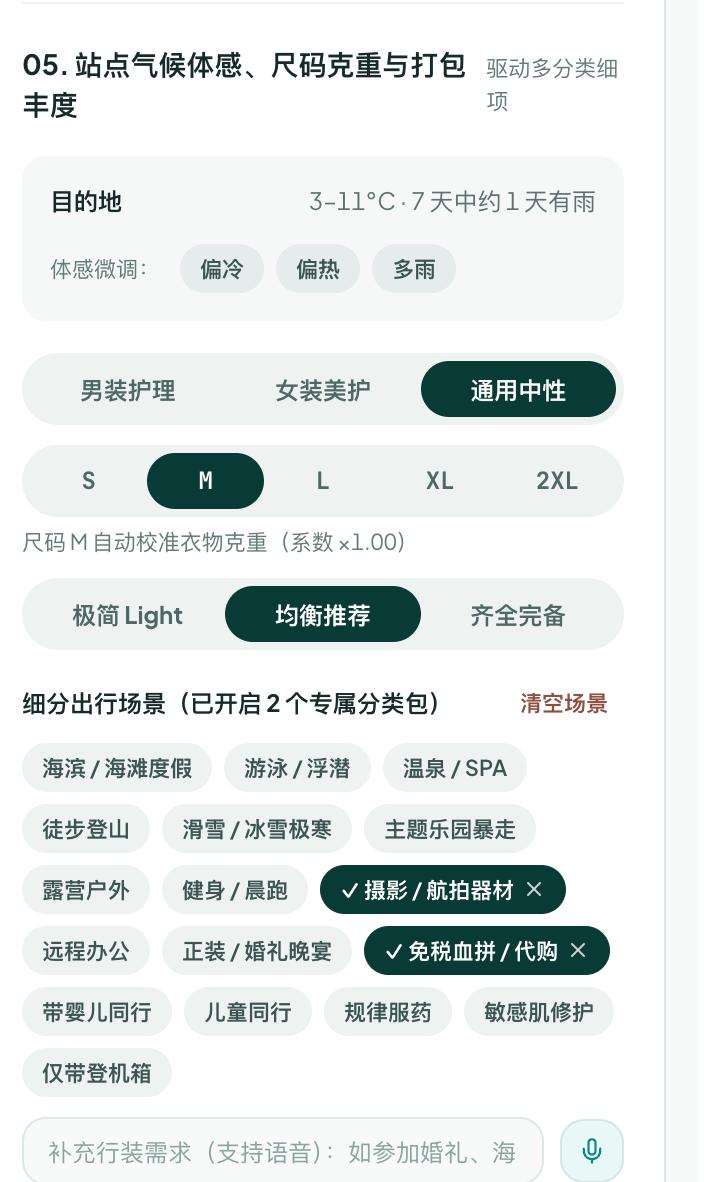 05. 站点气候体感、尺码克重与打包丰度
驱动多分类细项
目的地
3–11°C · 7 天中约 1 天有雨
体感微调：
偏冷
偏热
多雨
男装护理
女装美护
通用中性
S
M
L
XL
2XL
尺码 M 自动校准衣物克重（系数 ×1.00）
极简 Light
均衡推荐
齐全完备
细分出行场景（已开启 2 个专属分类包）
清空场景
海滨 / 海滩度假
游泳 / 浮潜
温泉 / SPA
徒步登山
滑雪 / 冰雪极寒
主题乐园暴走
露营户外
健身 / 晨跑
✓ 摄影 / 航拍器材 ×
远程办公
正装 / 婚礼晚宴
✓ 免税血拼 / 代购 ×
带婴儿同行
儿童同行
规律服药
敏感肌修护
仅带登机箱
补充行装需求（支持语音）：如参加婚礼、海